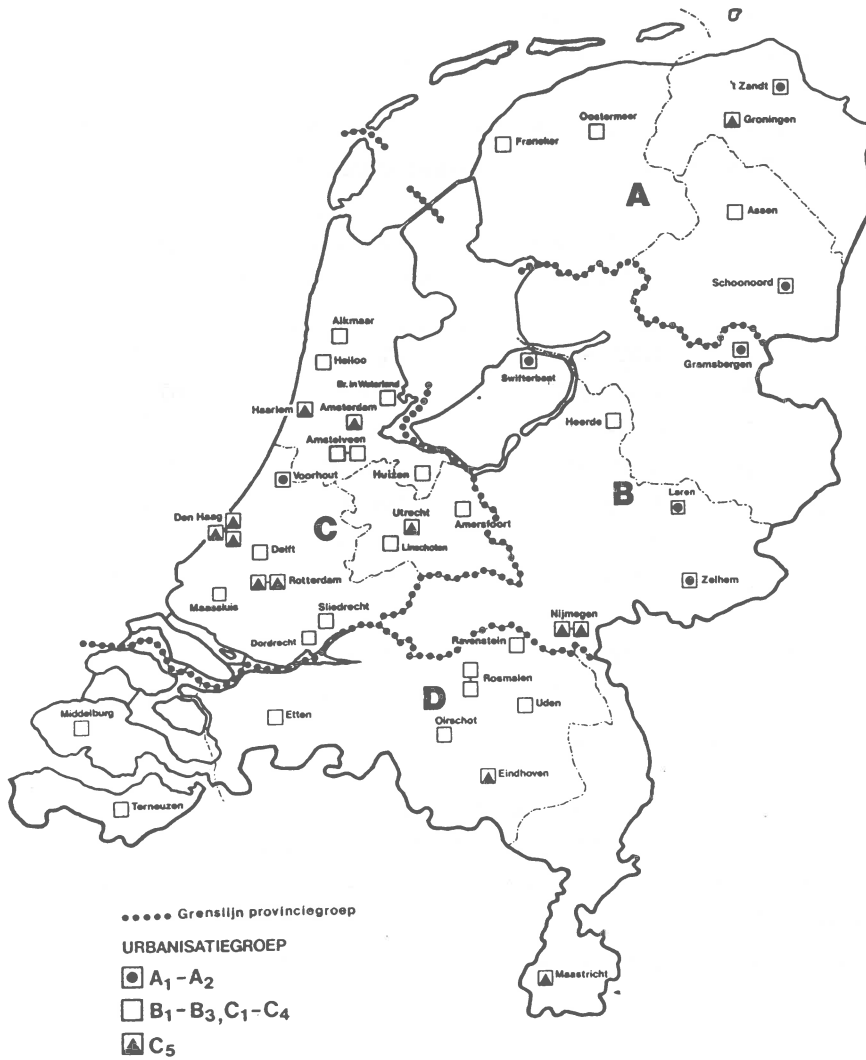 't Zandt
Oostermeer
Groningen
Franeker
A
Assen
Schoonoord
Alkmaar
Gramsbergen
Heiloo
Swifterbant
Br. in Waterland
Haarlem
Amsterdam
Heerde
Amstelveen
Huizen
Voorhout
B
Laren
Utrecht
Den Haag
C
Amersfoort
Linschoten
Delft
Rotterdam
Zelhem
Maassluis
Sliedrecht
Nijmegen
Dordrecht
Ravenstein
Rosmalen
D
Uden
Middelburg
Etten
Oirschot
Eindhoven
Terneuzen
Grenslijn provinciegroep
URBANISATIEGROEP
A1-A2
Maastricht
B1-B3, C1-C4
C5